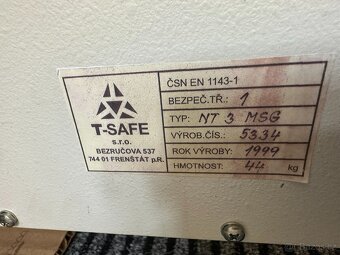 T-SAFE
s.r.o.
BEZRUČOVA 537
744 01 FRENŠTÁT p.R.
ČSN EN 1143-1
BEZPEČ.TŘ.: 1
TYP: NT 3 MSG
VÝROB.ČÍS.: 5334
ROK VÝROBY: 1999
HMOTNOST: 44 kg